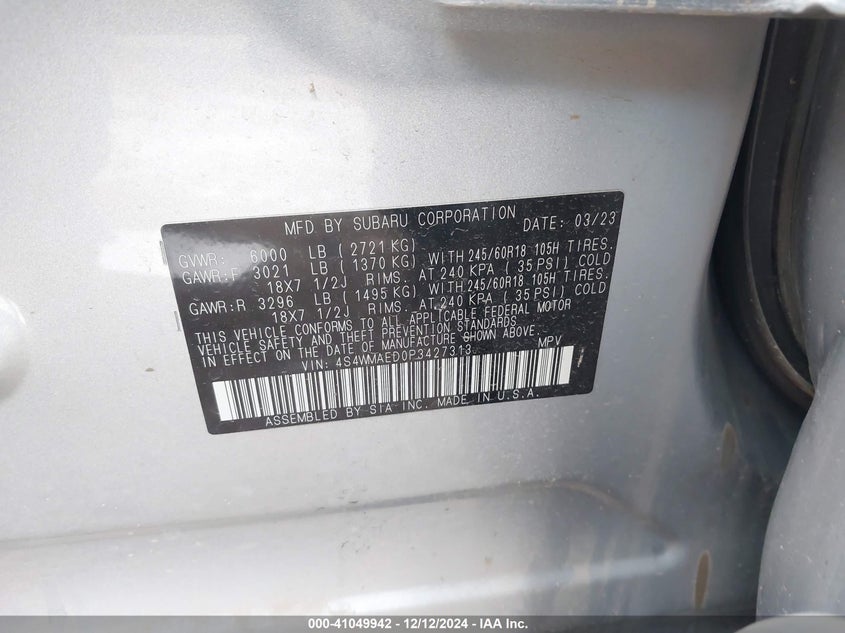 MFD BY SUBARU CORPORATION DATE: 03/23
GVWR: 6000 LB (2721 KG)
GAWR:F 3021 LB (1370 KG) WITH 245/60R18 105H TIRES.
18X7 1/2J RIMS. AT 240 KPA (35 PSI) COLD
GAWR:R 3296 LB (1495 KG) WITH 245/60R18 105H TIRES.
18X7 1/2J RIMS. AT 240 KPA (35 PSI) COLD
THIS VEHICLE CONFORMS TO ALL APPLICABLE FEDERAL MOTOR
VEHICLE SAFETY AND THEFT PREVENTION STANDARDS
IN EFFECT ON THE DATE OF MANUFACTURE SHOWN ABOVE.
VIN: 4S4WMAED0P3427313 MPV
ASSEMBLED BY SIA INC. MADE IN U.S.A.
000-41049942 - 12/12/2024 - IAA Inc.